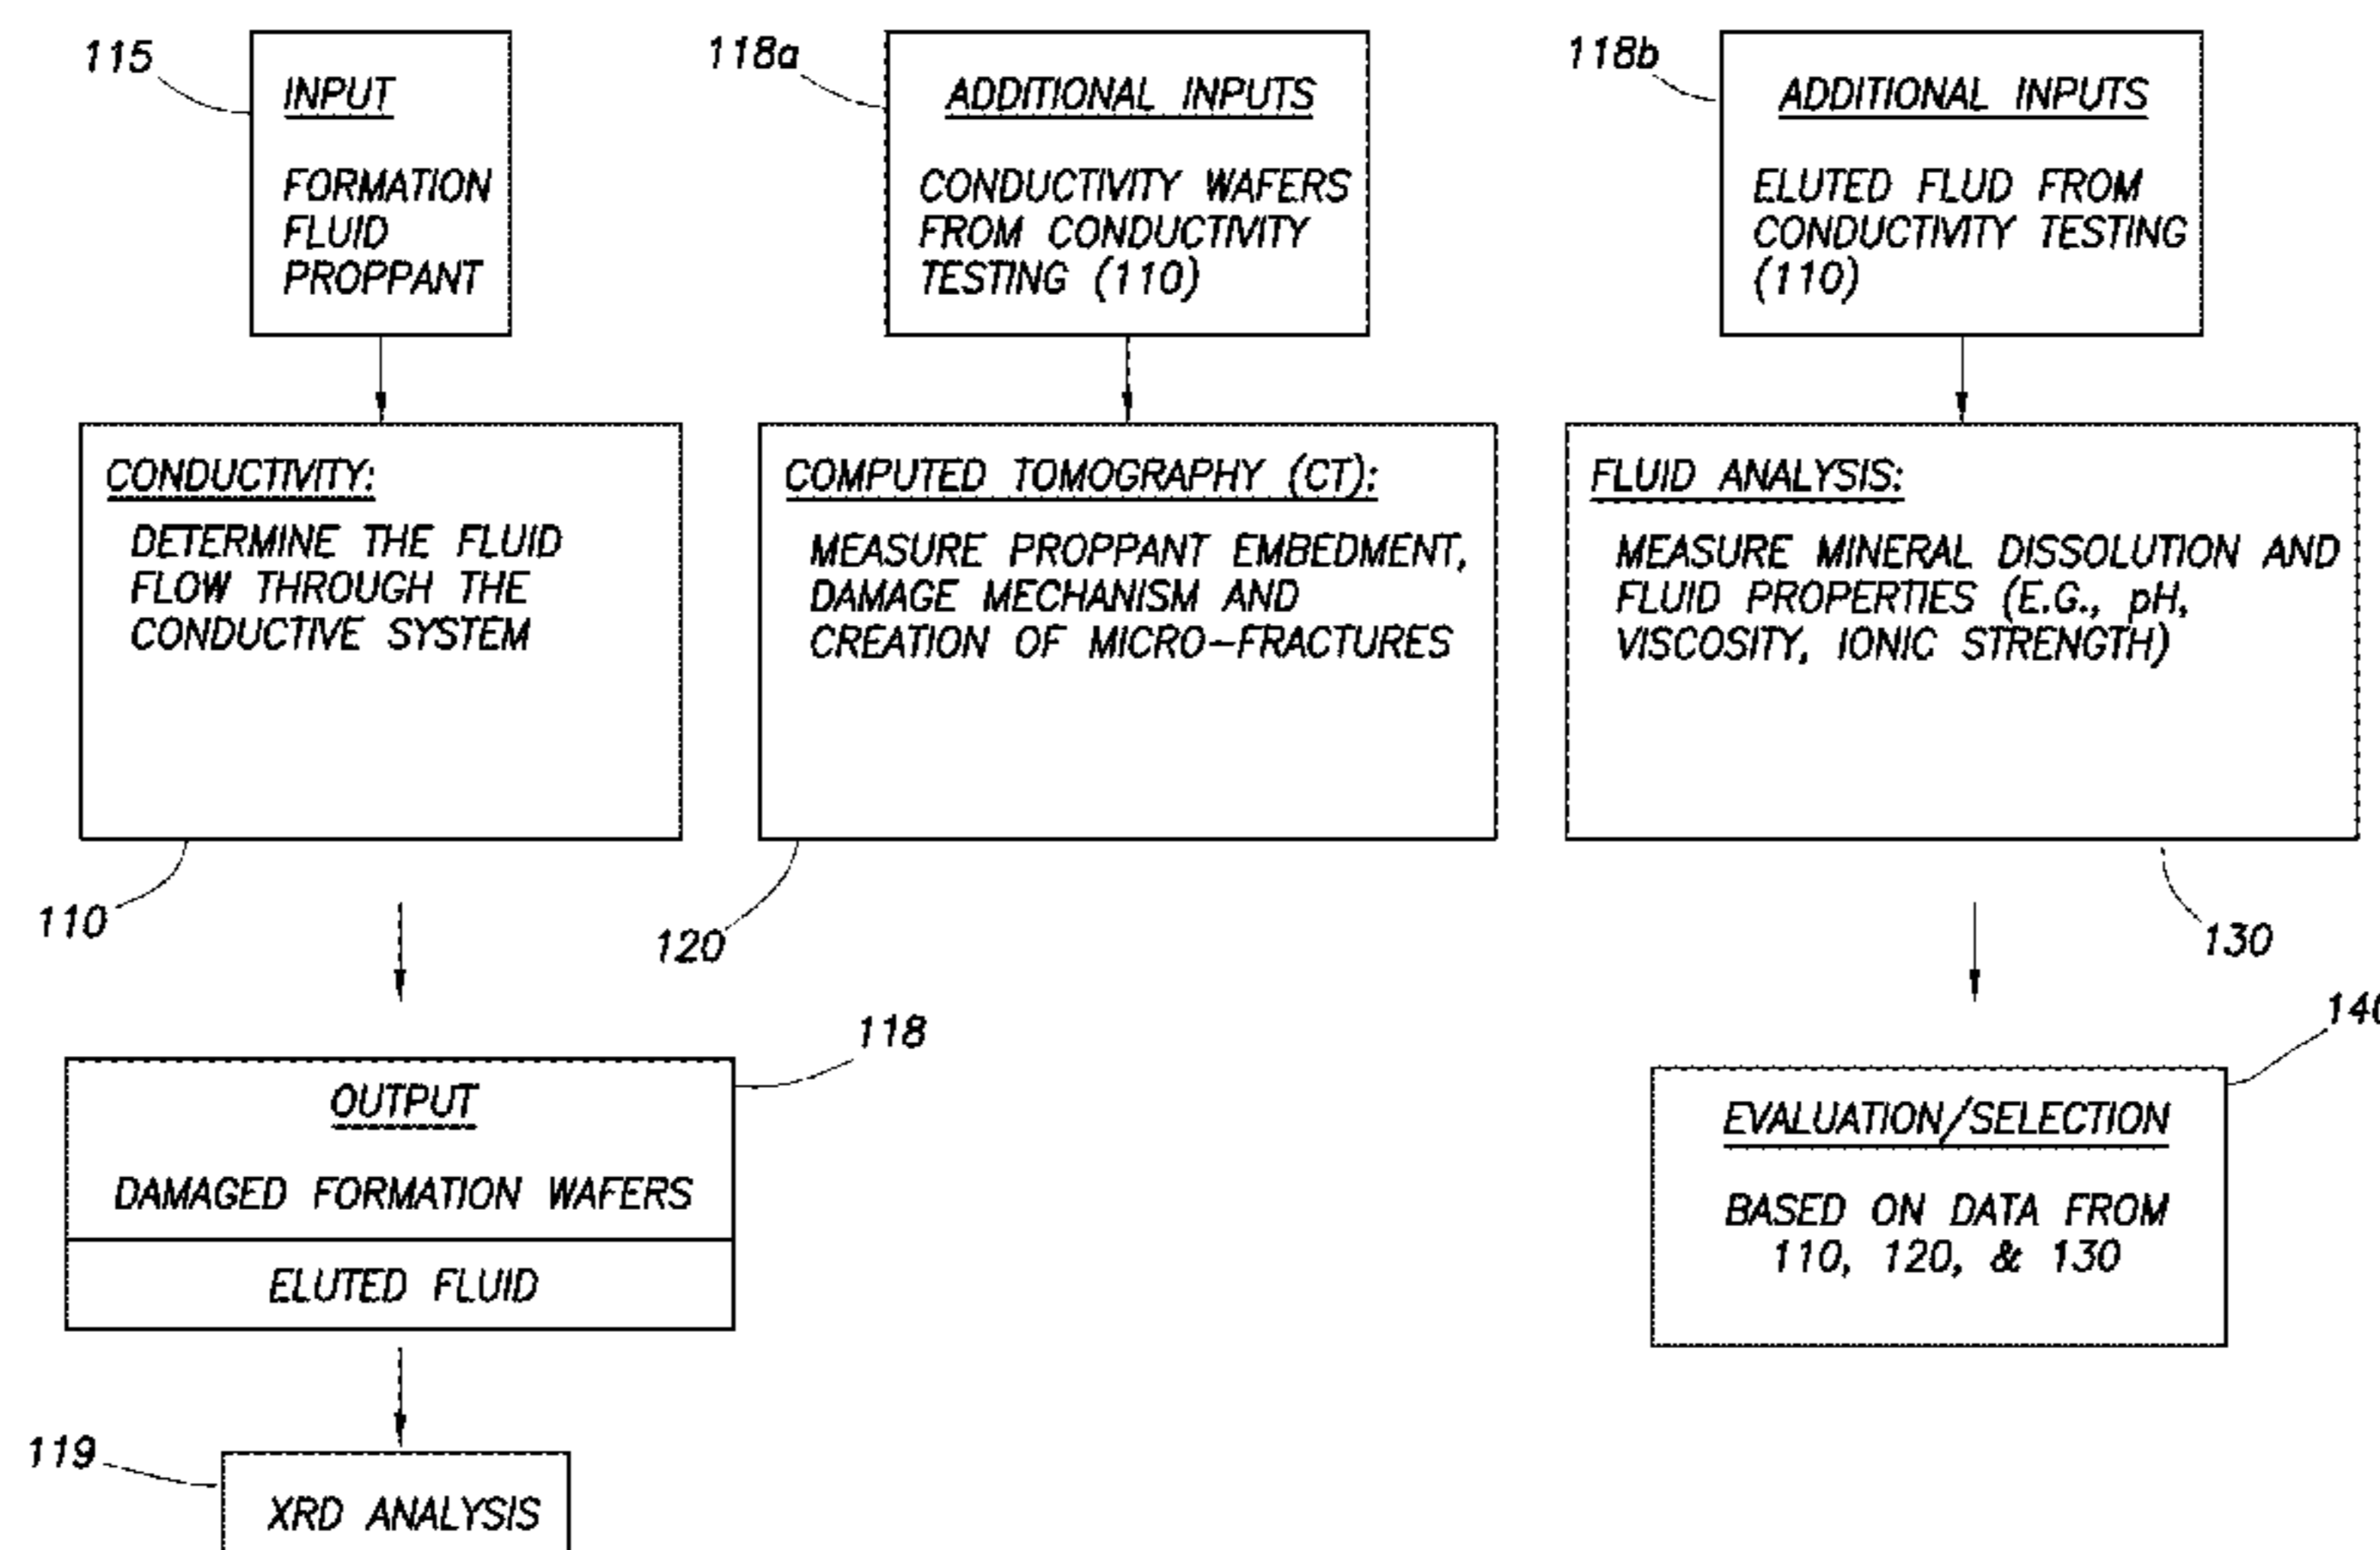 115
INPUT
FORMATION
FLUID
PROPPANT
118a
ADDITIONAL INPUTS
CONDUCTIVITY WAFERS
FROM CONDUCTIVITY
TESTING (110)
118b
ADDITIONAL INPUTS
ELUTED FLUD FROM
CONDUCTIVITY TESTING
(110)
CONDUCTIVITY:
DETERMINE THE FLUID
FLOW THROUGH THE
CONDUCTIVE SYSTEM
110
COMPUTED TOMOGRAPHY (CT):
MEASURE PROPPANT EMBEDMENT,
DAMAGE MECHANISM AND
CREATION OF MICRO-FRACTURES
120
FLUID ANALYSIS:
MEASURE MINERAL DISSOLUTION AND
FLUID PROPERTIES (E.G., pH,
VISCOSITY, IONIC STRENGTH)
130
118
OUTPUT
DAMAGED FORMATION WAFERS
ELUTED FLUID
140
EVALUATION/SELECTION
BASED ON DATA FROM
110, 120, & 130
119
XRD ANALYSIS